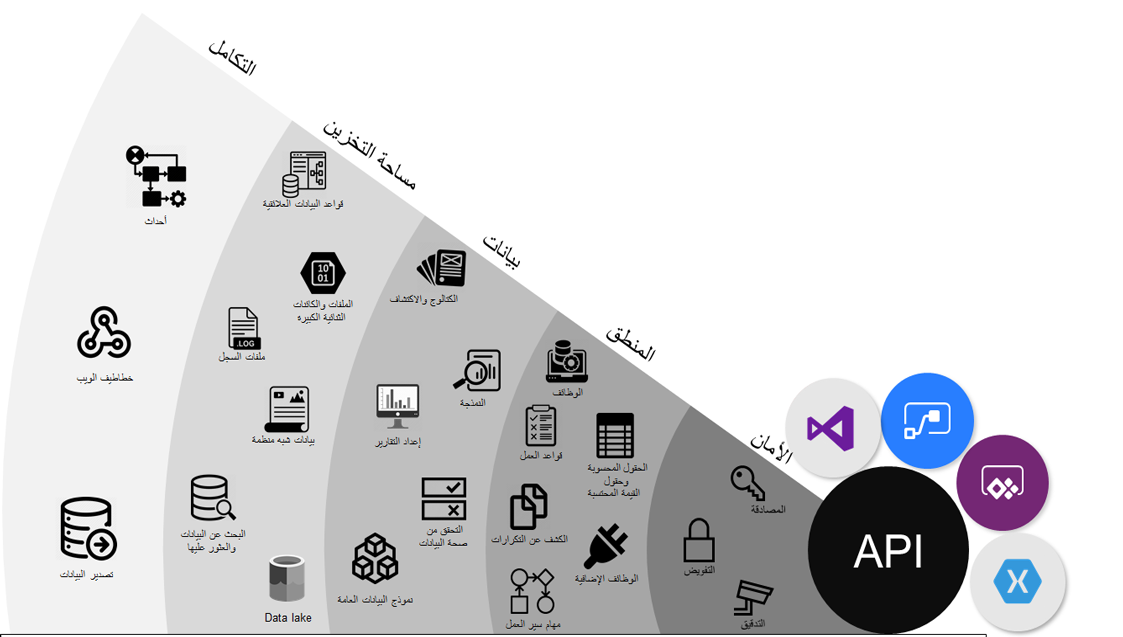 التكامل
مساحة التخزين
بيانات
المنطق
الأمان
أحداث
خطاطيف الويب
تصدير البيانات
قواعد البيانات العلائقية
الملفات والكائنات
الثنائية الكبيرة
ملفات السجل
بيانات شبه منظمة
البحث عن البيانات
والعثور عليها
Data lake
الكتالوج والاكتشاف
النمذجة
إعداد التقارير
التحقق من
صحة البيانات
نموذج البيانات العامة
الوظائف
قواعد العمل
الحقول المحسوبة
وحقول
القيمة المحتسبة
الكشف عن التكرارات
الوظائف الإضافية
مهام سير العمل
المصادقة
التفويض
التدقيق
API
10
01
.LOG